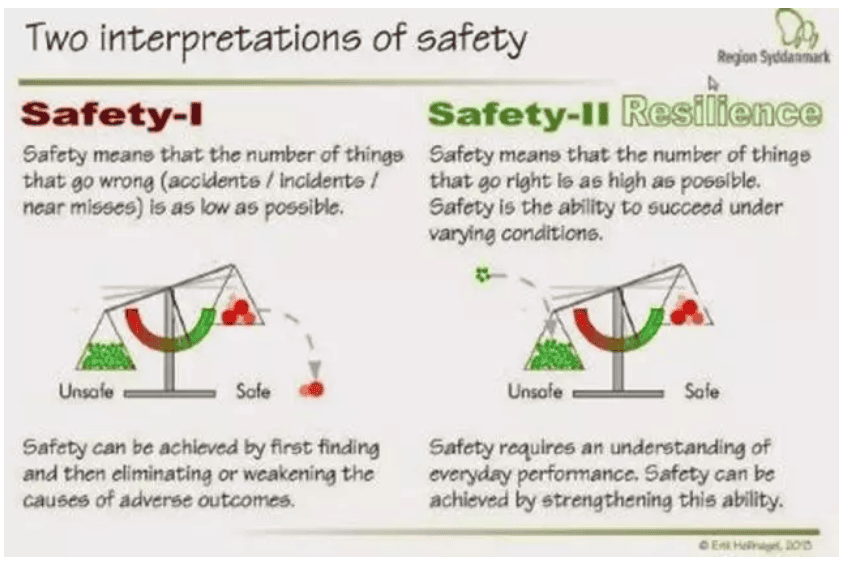 Two interpretations of safety
Region Syddanmark
Safety-I
Safety means that the number of things
that go wrong (accidents / incidents /
near misses) is as low as possible.
Unsafe
Safe
Safety can be achieved by first finding
and then eliminating or weakening the
causes of adverse outcomes.
Safety-II Resilience
Safety means that the number of things
that go right is as high as possible.
Safety is the ability to succeed under
varying conditions.
Unsafe
Safe
Safety requires an understanding of
everyday performance. Safety can be
achieved by strengthening this ability.
© Erik Hollnagel, 2013